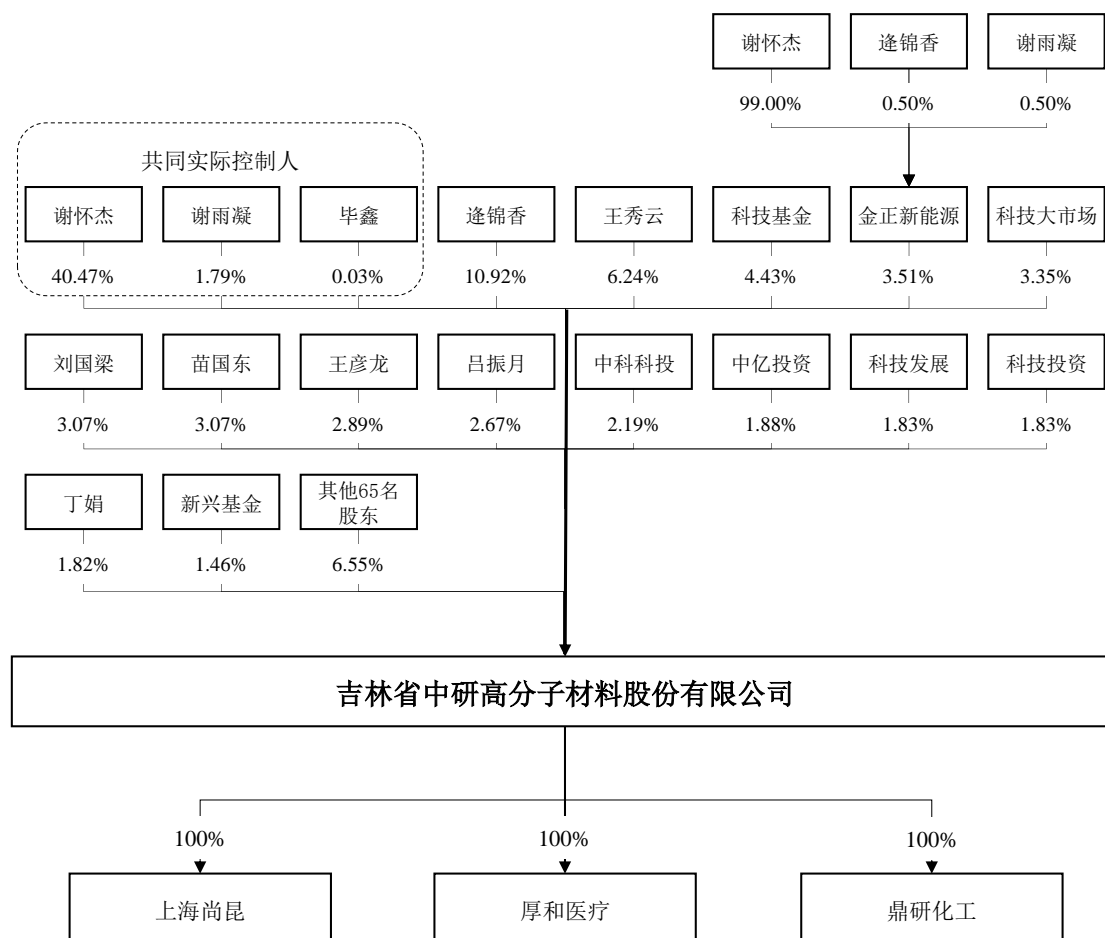 谢怀杰
逄锦香
谢雨凝
99.00%
0.50%
0.50%
共同实际控制人
谢怀杰
谢雨凝
毕鑫
逄锦香
王秀云
科技基金
金正新能源
科技大市场
40.47%
1.79%
0.03%
10.92%
6.24%
4.43%
3.51%
3.35%
刘国梁
苗国东
王彦龙
吕振月
中科科投
中亿投资
科技发展
科技投资
3.07%
3.07%
2.89%
2.67%
2.19%
1.88%
1.83%
1.83%
丁娟
新兴基金
其他65名
股东
1.82%
1.46%
6.55%
吉林省中研高分子材料股份有限公司
100%
100%
100%
上海尚昆
厚和医疗
鼎研化工